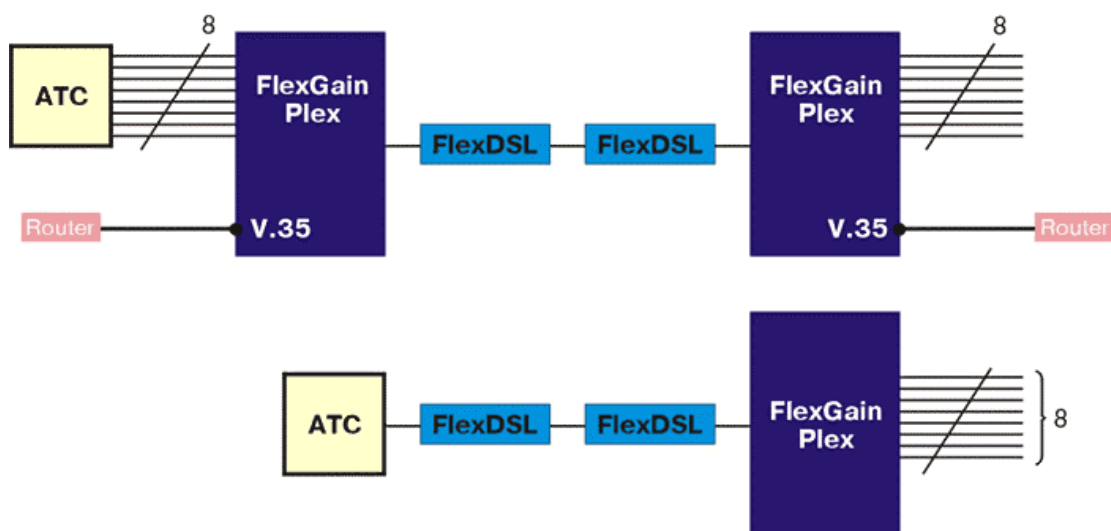 8
8
ATC
FlexGain
Plex
FlexGain
Plex
FlexDSL
FlexDSL
Router
V.35
V.35
Router
ATC
FlexDSL
FlexDSL
FlexGain
Plex
8